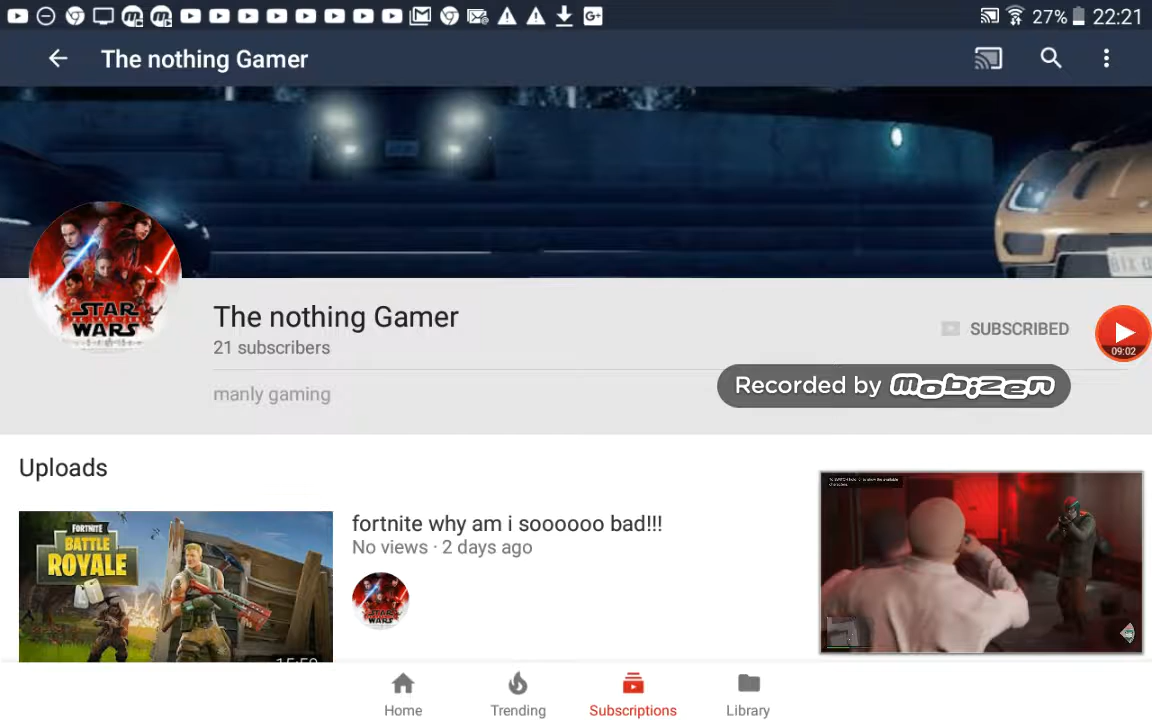 27% 22:21
The nothing Gamer
STAR
WARS
The nothing Gamer
21 subscribers
SUBSCRIBED
09:02
manly gaming
Recorded by mobizen
Uploads
FORTNITE
BATTLE
ROYALE
fortnite why am i soooooo bad!!!
No views · 2 days ago
Home
Trending
Subscriptions
Library